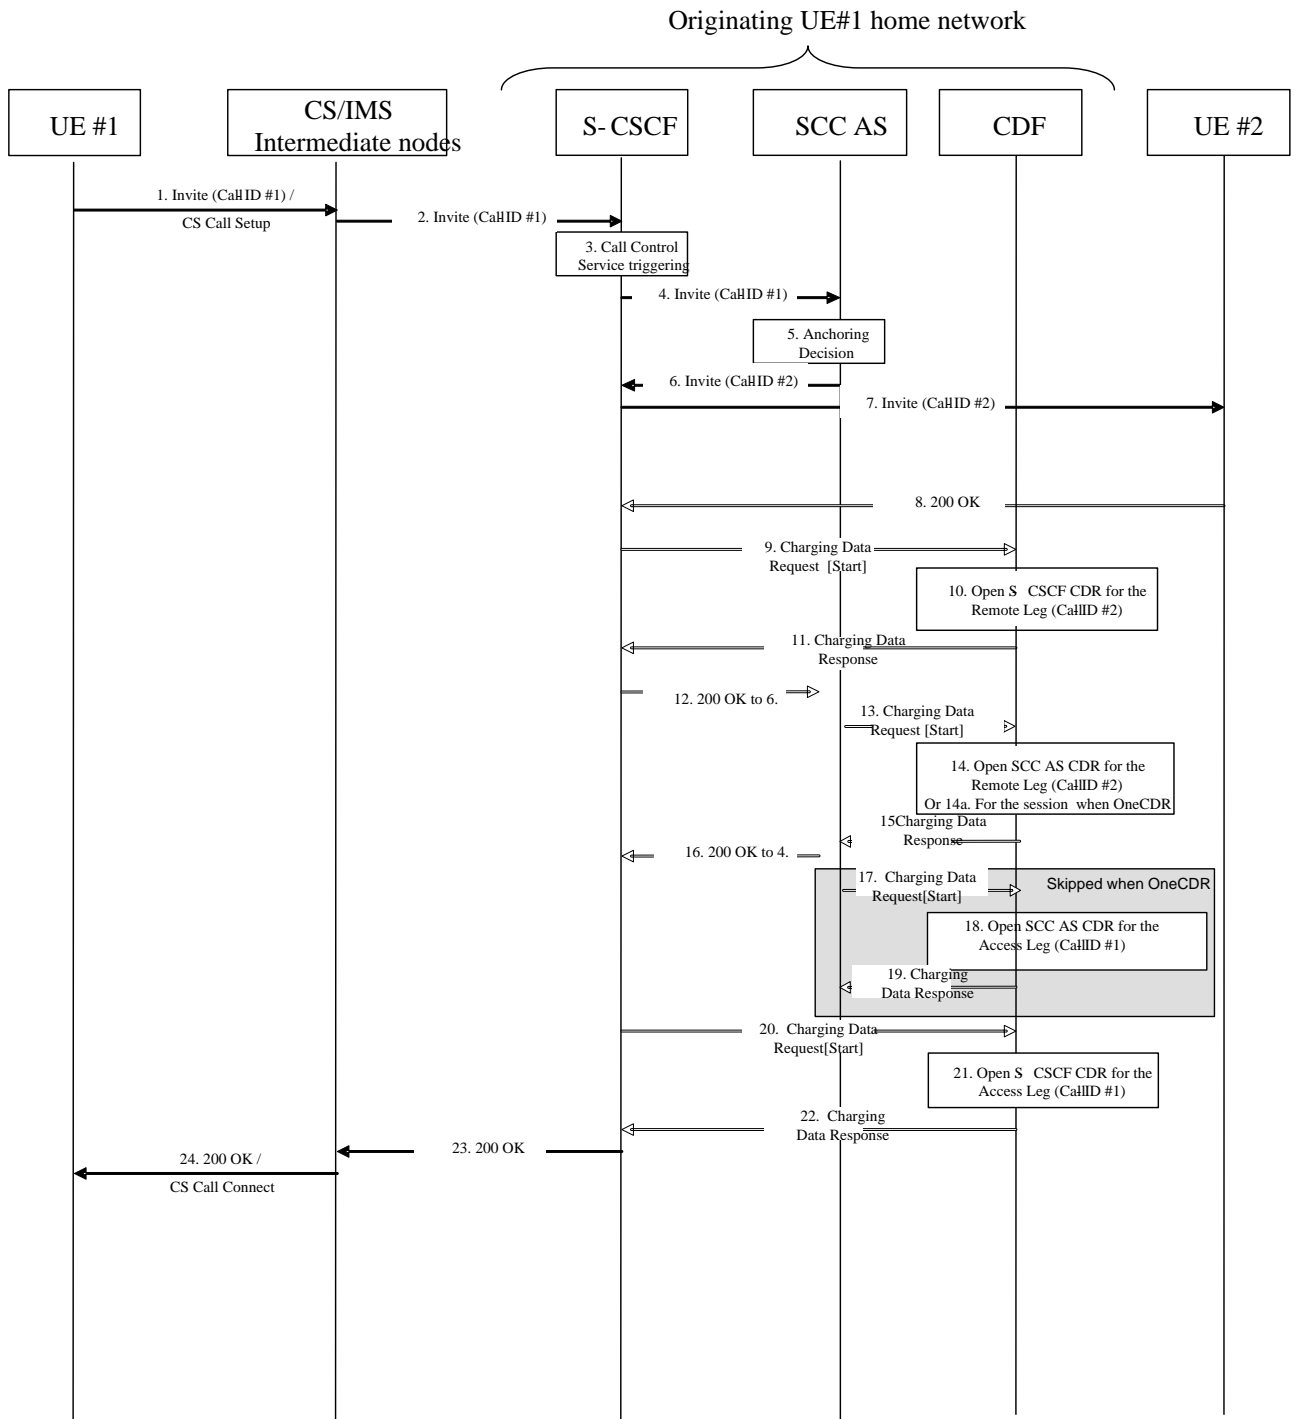 Originating UE#1 home network
UE #1
CS/IMS
Intermediate nodes
S- CSCF
SCC AS
CDF
UE #2
1. Invite (Call-ID #1) /
CS Call Setup
2. Invite (Call-ID #1)
3. Call Control
Service triggering
4. Invite (Call-ID #1)
5. Anchoring
Decision
6. Invite (Call-ID #2)
7. Invite (Call-ID #2)
8. 200 OK
9. Charging Data
Request [Start]
10. Open S CSCF CDR for the
Remote Leg (Call-ID #2)
11. Charging Data
Response
12. 200 OK to 6.
13. Charging Data
Request [Start]
14. Open SCC AS CDR for the
Remote Leg (Call-ID #2)
Or 14a. For the session when OneCDR
15Charging Data
Response
16. 200 OK to 4.
17. Charging Data
Request[Start]
Skipped when OneCDR
18. Open SCC AS CDR for the
Access Leg (Call-ID #1)
19. Charging
Data Response
20. Charging Data
Request[Start]
21. Open S CSCF CDR for the
Access Leg (Call-ID #1)
22. Charging
Data Response
23. 200 OK
24. 200 OK /
CS Call Connect